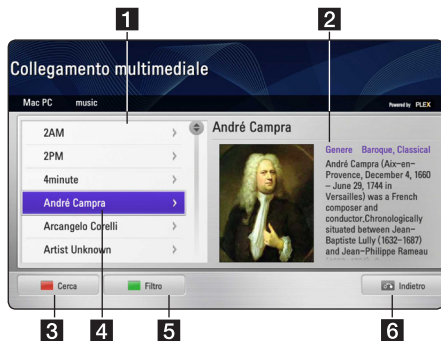 1
2
Collegamento multimediale
Mac PC music
Powered by PLEX
2AM
2PM
4minute
André Campra
Arcangelo Corelli
Artist Unknown
André Campra
Genere Baroque, Classical
André Campra (Aix-en-
Provence, December 4, 1660
– June 29, 1744 in
Versailles) was a French
composer and
conductor,Chronologically
situated between Jean-
Baptiste Lully (1632-1687)
and Jean-Philippe Rameau
Cerca
Filtro
Indietro
3
4
5
6